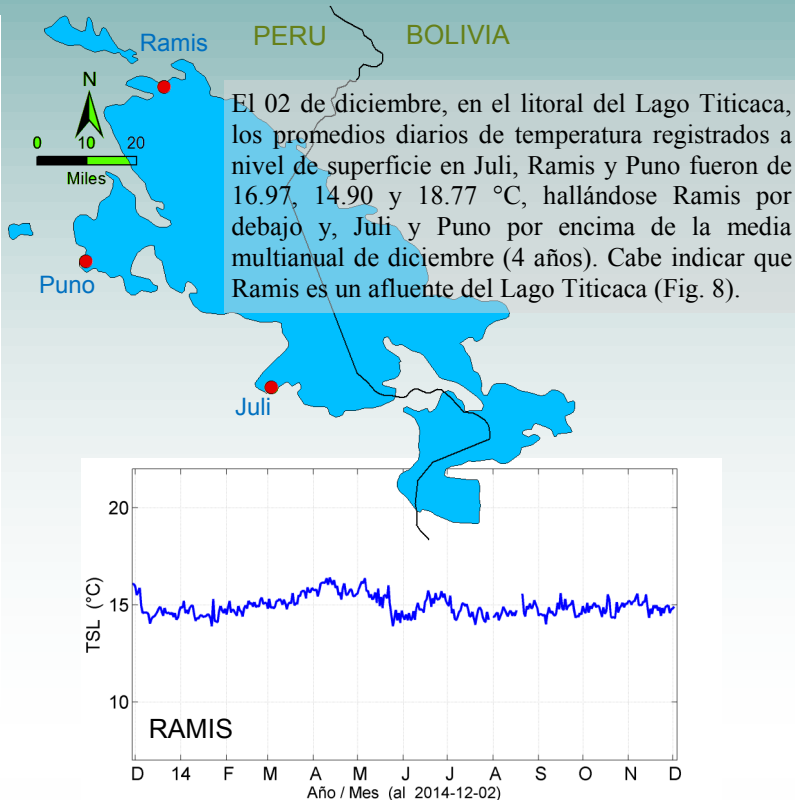 Ramis
PERU
BOLIVIA
N
0 10 20
Miles
El 02 de diciembre, en el litoral del Lago Titicaca,
los promedios diarios de temperatura registrados a
nivel de superficie en Juli, Ramis y Puno fueron de
16.97, 14.90 y 18.77 °C, hallándose Ramis por
debajo y, Juli y Puno por encima de la media
multianual de diciembre (4 años). Cabe indicar que
Ramis es un afluente del Lago Titicaca (Fig. 8).
Puno
Juli
20
15
10
TSL (°C)
RAMIS
D 14 F M A M J J A S O N D
Año / Mes (al 2014-12-02)